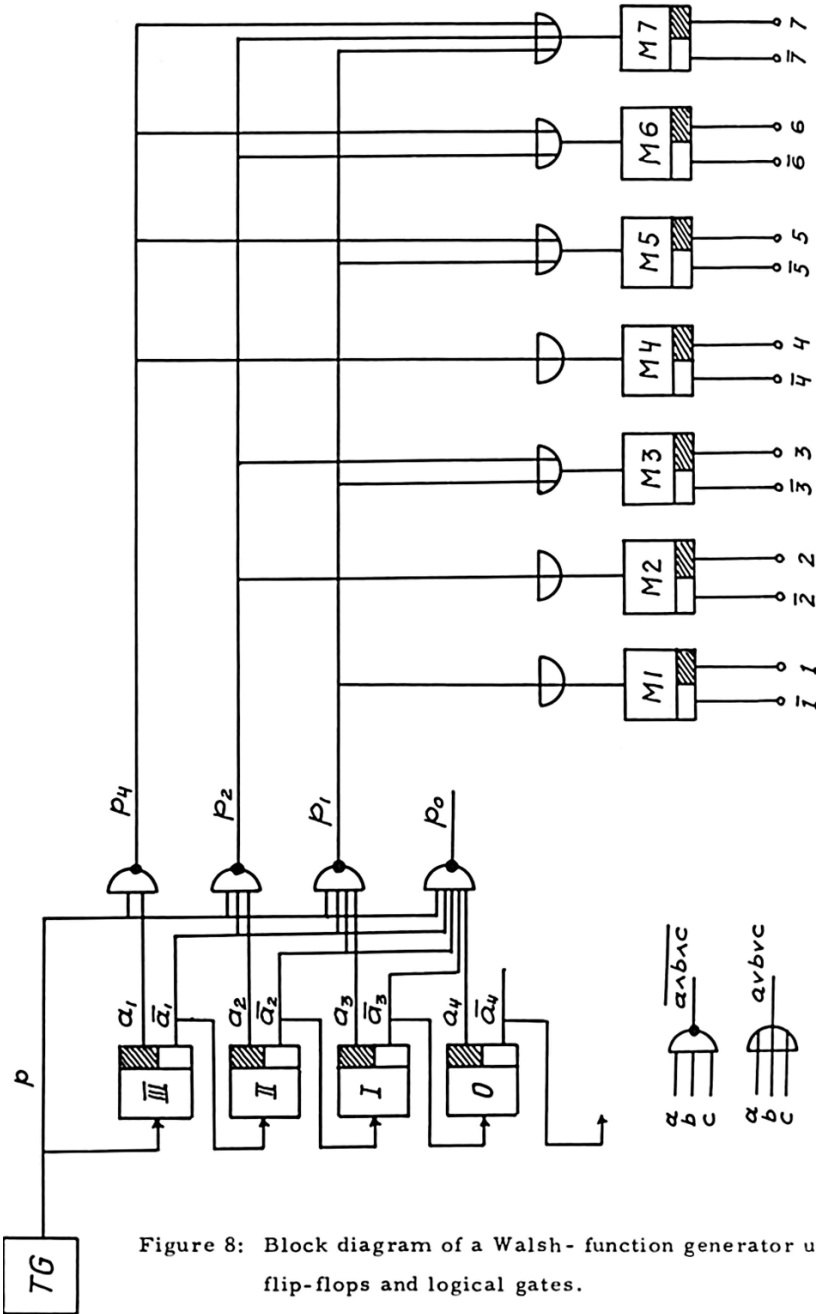 TG
p
III
II
I
0
a₁
ā₁
a₂
ā₂
a₃
ā₃
a₄
ā₄
p₄
p₂
p₁
p₀
M1
M2
M3
M4
M5
M6
M7
1̄ 1
2̄ 2
3̄ 3
4̄ 4
5̄ 5
6̄ 6
7̄ 7
a
b
c
a̅∧̅b̅∧̅c̅
a
b
c
a∨b∨c
Figure 8: Block diagram of a Walsh- function generator u
flip-flops and logical gates.